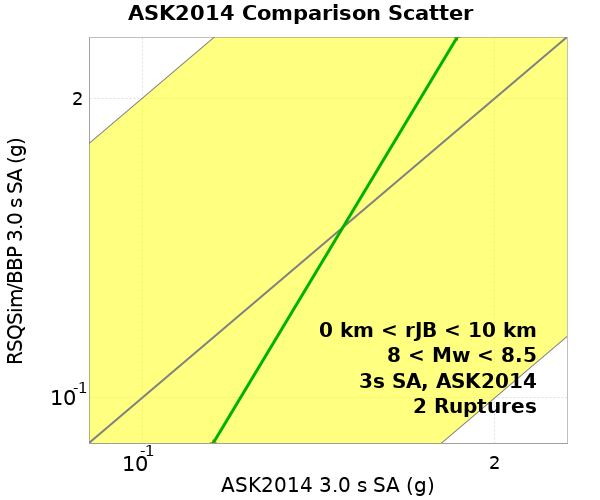 ASK2014 Comparison Scatter
RSQSim/BBP 3.0 s SA (g)
2
10-1
0 km < rJB < 10 km
8 < Mw < 8.5
3s SA, ASK2014
2 Ruptures
10-1
2
ASK2014 3.0 s SA (g)